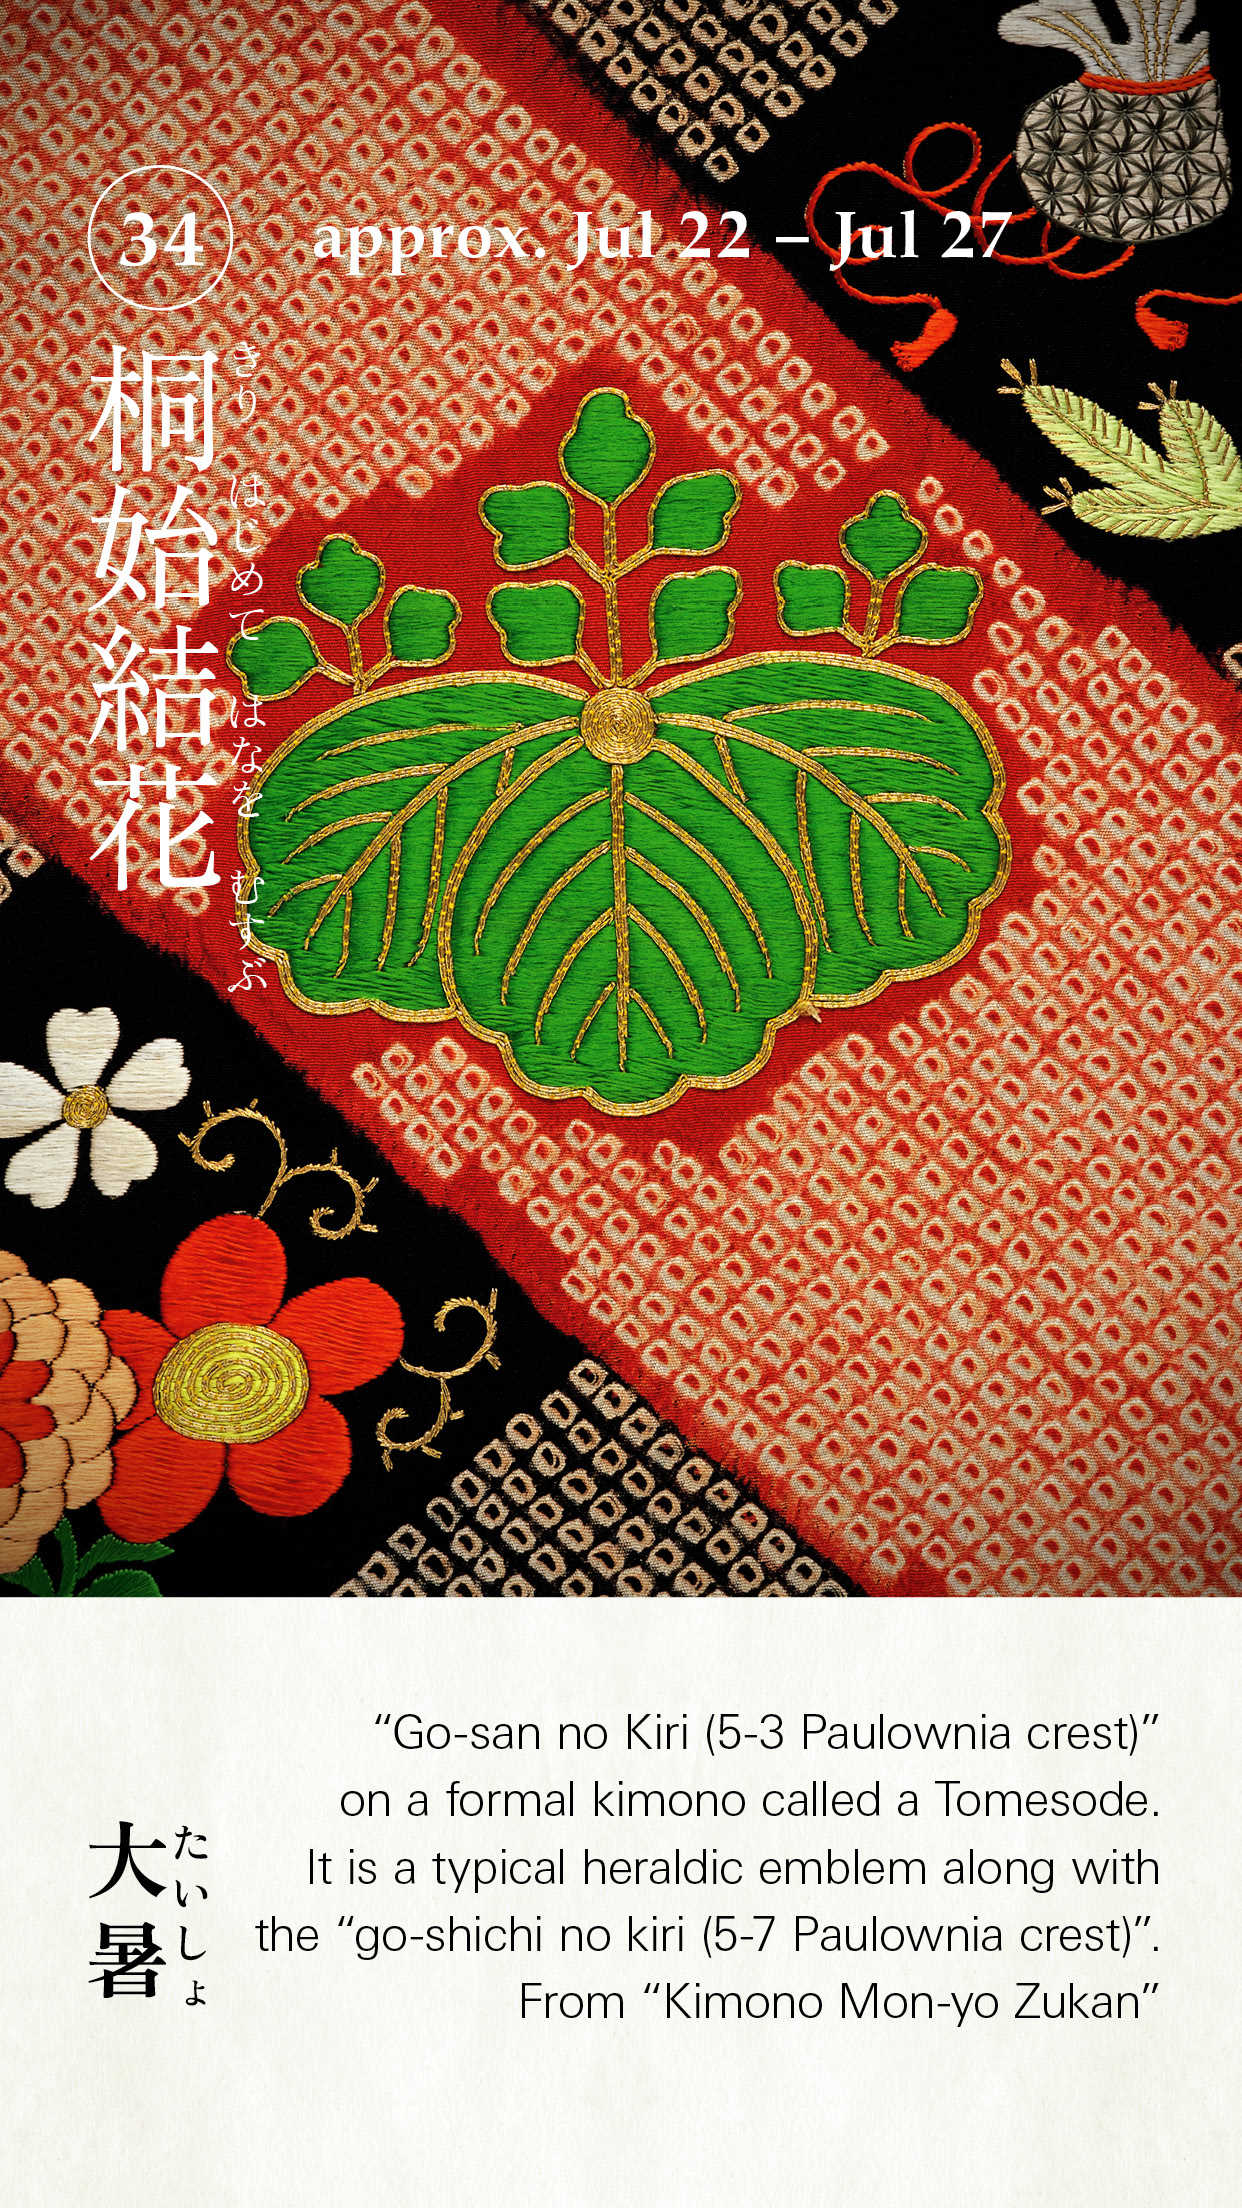 34
approx. Jul 22 – Jul 27
桐始結花
きり はじめて はなを むすぶ
大暑
たいしょ
“Go-san no Kiri (5-3 Paulownia crest)”
on a formal kimono called a Tomesode.
It is a typical heraldic emblem along with
the “go-shichi no kiri (5-7 Paulownia crest)”.
From “Kimono Mon-yo Zukan”